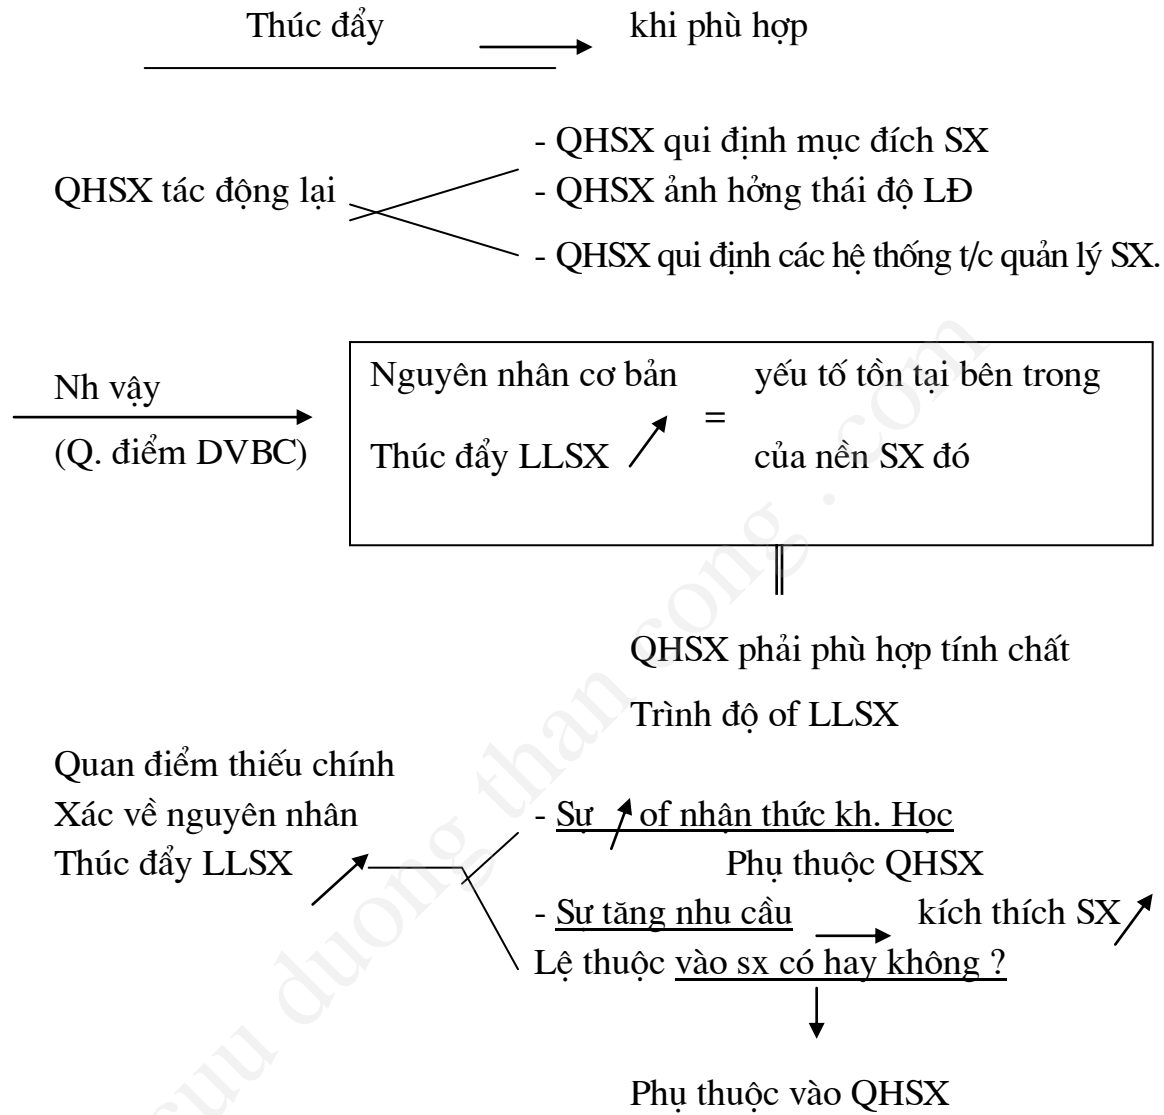 Thúc đẩy khi phù hợp
- QHSX qui định mục đích SX
QHSX tác động lại - QHSX ảnh hởng thái độ LĐ
- QHSX qui định các hệ thống t/c quản lý SX.
Nh vậy
(Q. điểm DVBC)
Nguyên nhân cơ bản = yếu tố tồn tại bên trong
Thúc đẩy LLSX của nền SX đó
QHSX phải phù hợp tính chất
Trình độ of LLSX
Quan điểm thiếu chính
Xác về nguyên nhân
Thúc đẩy LLSX
- Sự of nhận thức kh. Học
Phụ thuộc QHSX
- Sự tăng nhu cầu kích thích SX
Lệ thuộc vào sx có hay không ?
Phụ thuộc vào QHSX
suu duong than cong . com